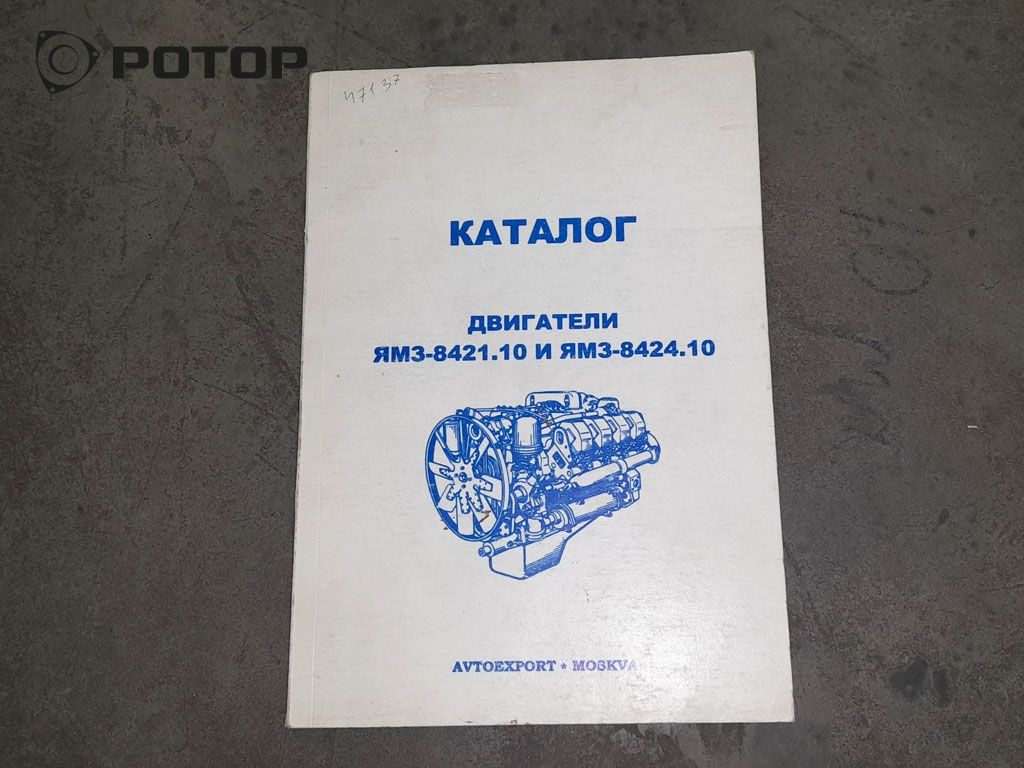 РОТОР
47137
КАТАЛОГ
ДВИГАТЕЛИ
ЯМЗ-8421.10 И ЯМЗ-8424.10
AVTOEXPORT * MOSKVA